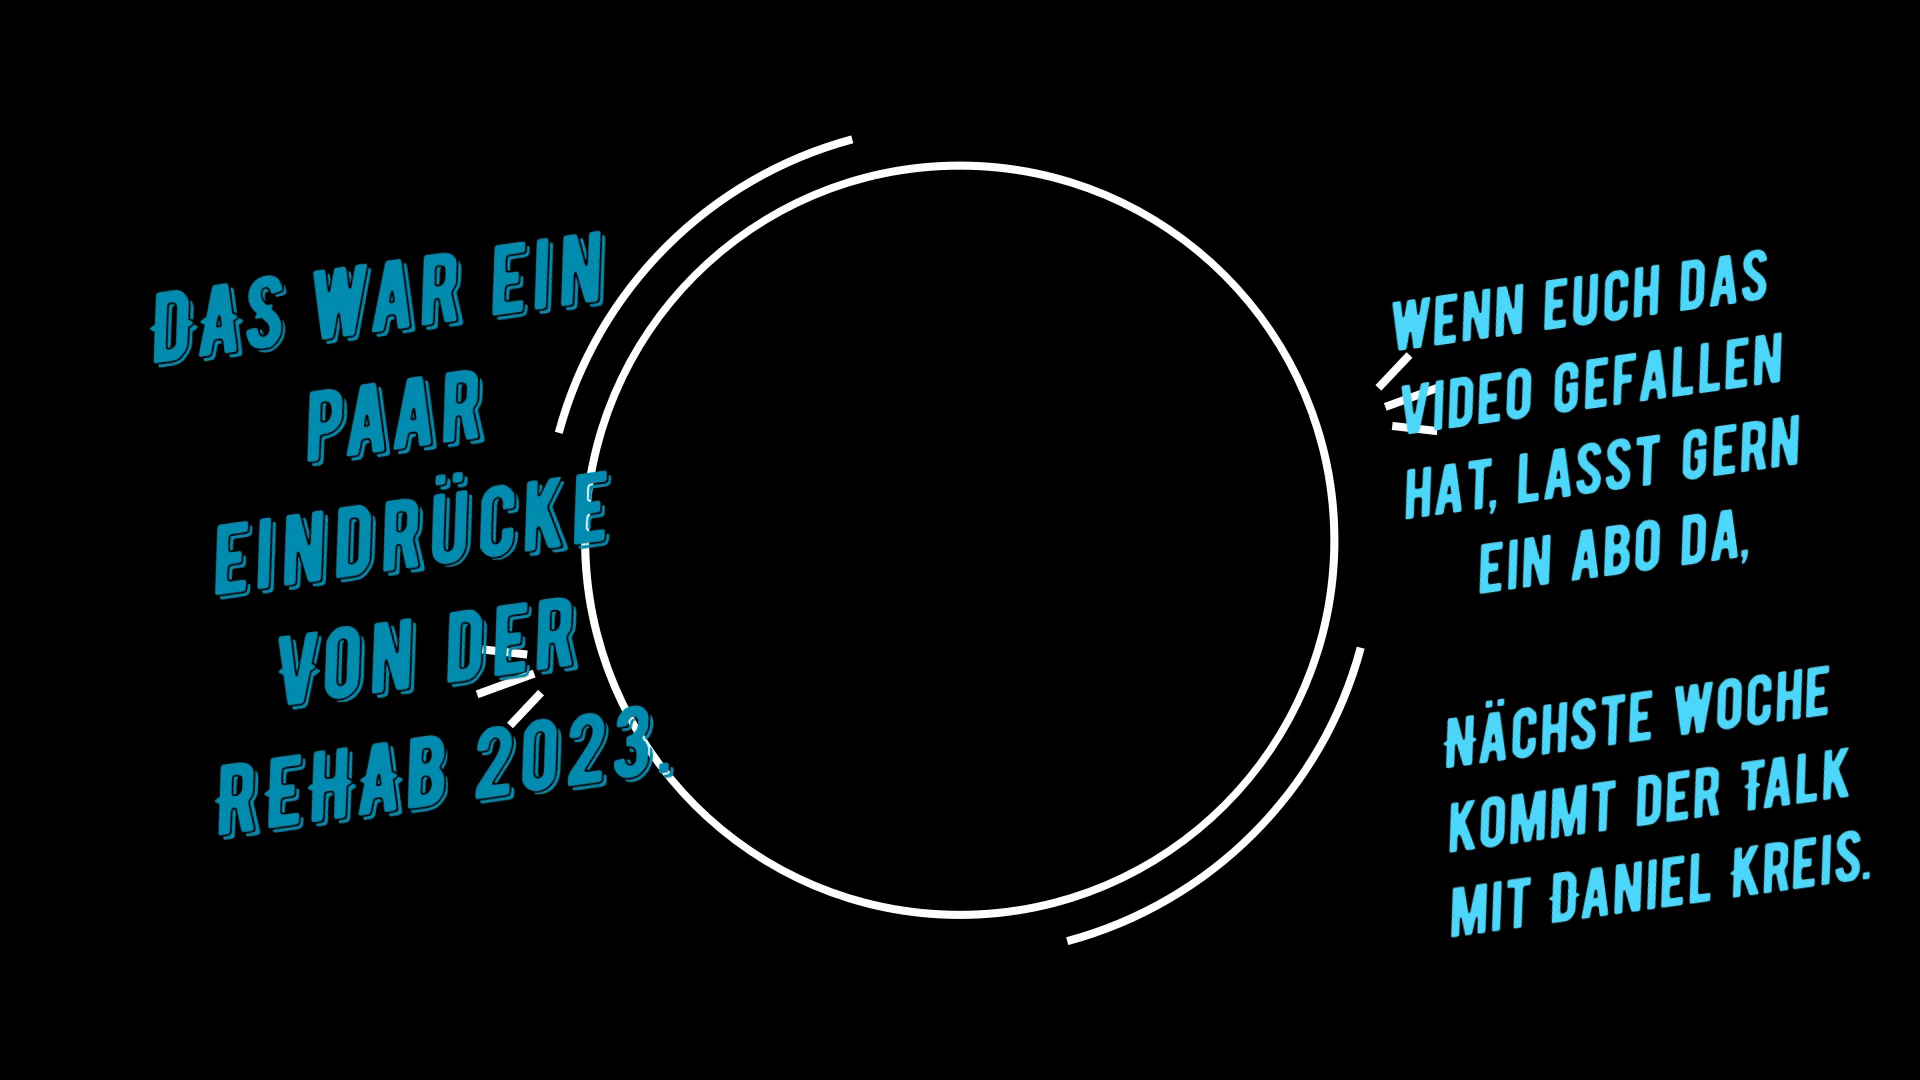 DAS WAR EIN
PAAR
EINDRÜCKE
VON DER
REHAB 2023.
WENN EUCH DAS
VIDEO GEFALLEN
HAT, LASST GERN
EIN ABO DA,
NÄCHSTE WOCHE
KOMMT DER TALK
MIT DANIEL KREIS.